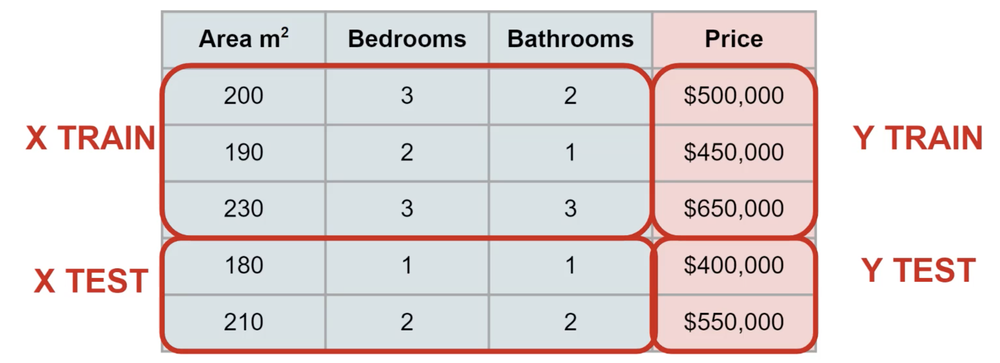 Area m² Bedrooms Bathrooms Price
200 3 2 $500,000
X TRAIN 190 2 1 $450,000 Y TRAIN
230 3 3 $650,000
X TEST 180 1 1 $400,000 Y TEST
210 2 2 $550,000